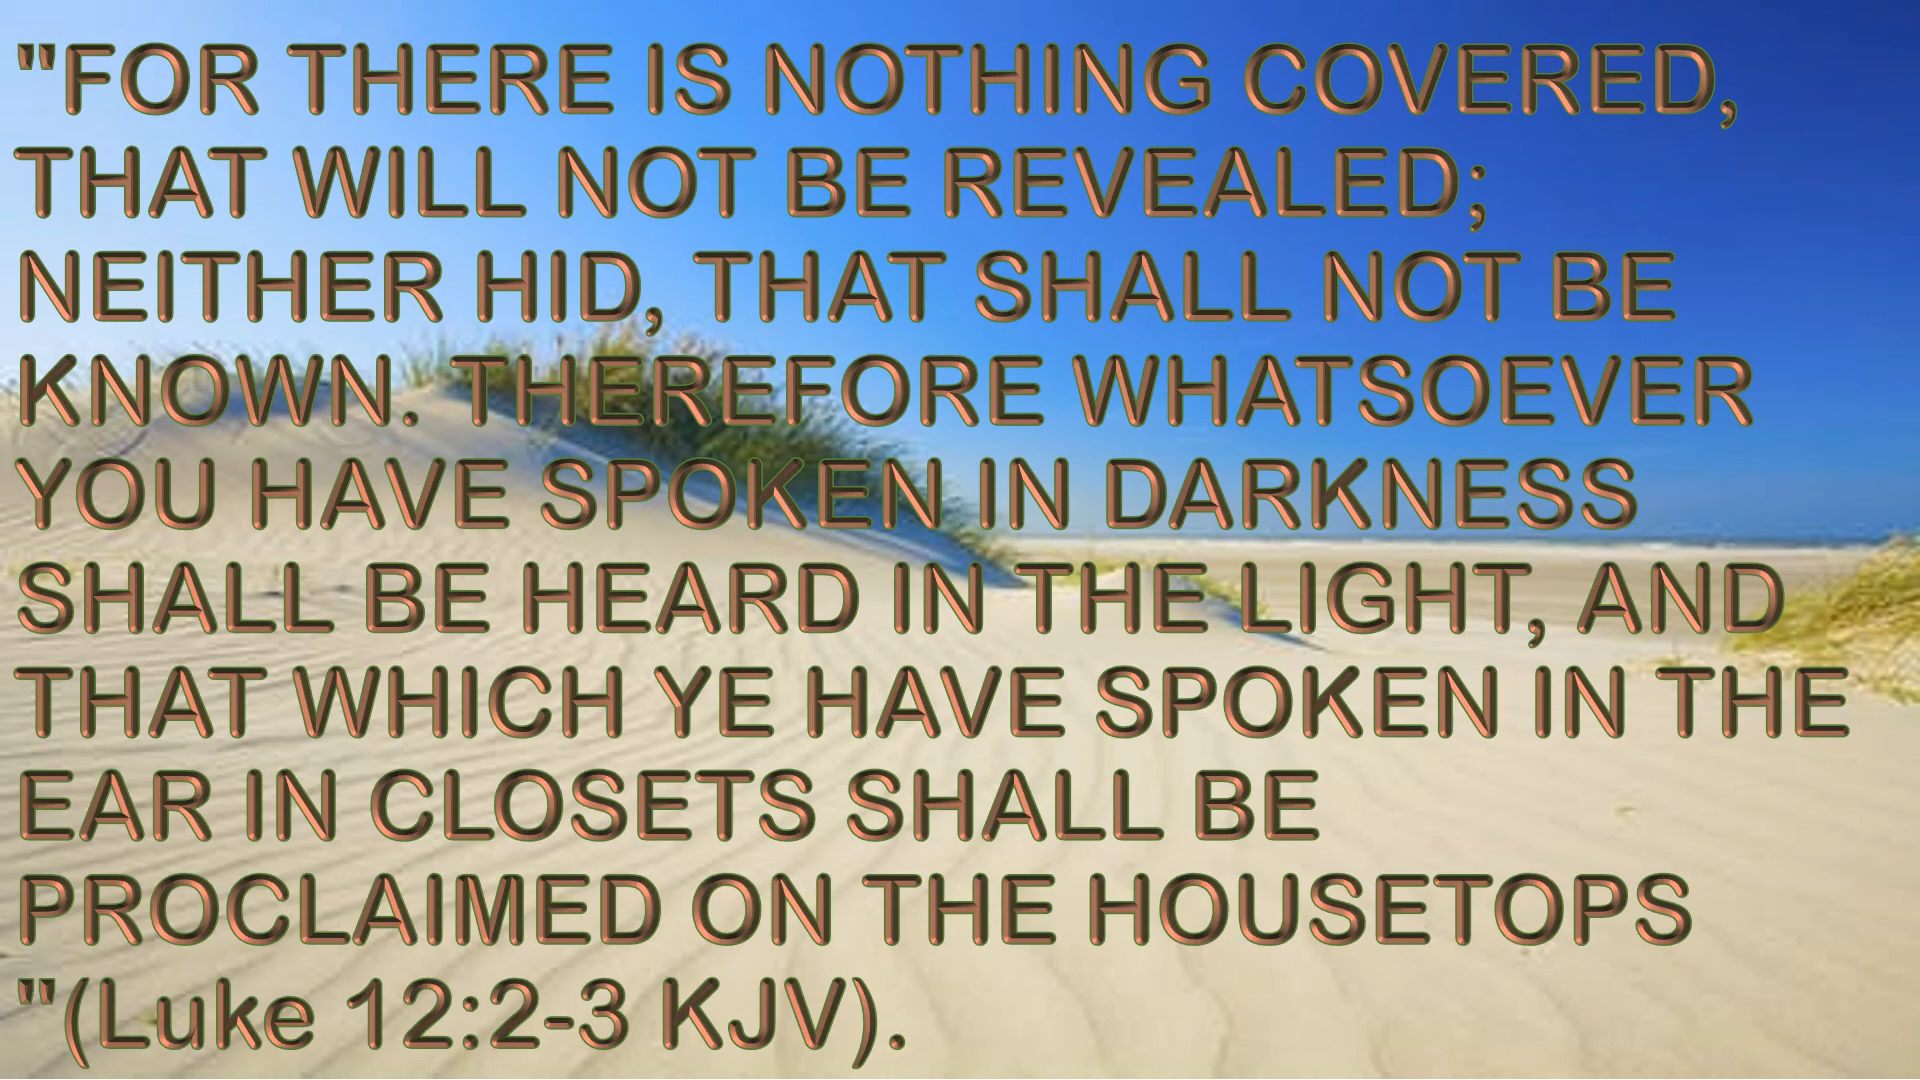 "FOR THERE IS NOTHING COVERED,
THAT WILL NOT BE REVEALED;
NEITHER HID, THAT SHALL NOT BE
KNOWN. THEREFORE WHATSOEVER
YOU HAVE SPOKEN IN DARKNESS
SHALL BE HEARD IN THE LIGHT, AND
THAT WHICH YE HAVE SPOKEN IN THE
EAR IN CLOSETS SHALL BE
PROCLAIMED ON THE HOUSETOPS
"(Luke 12:2-3 KJV).